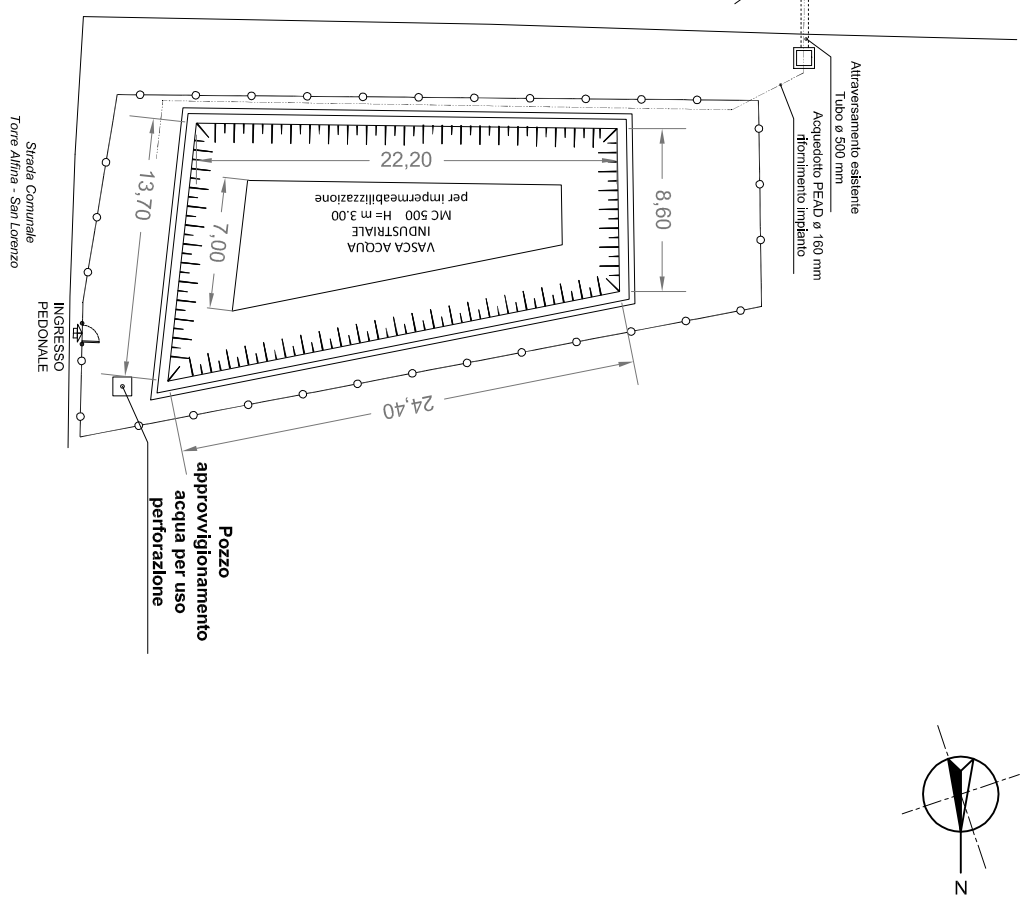 Attraversamento esistente
Tubo ø 500 mm
Acquedotto PEAD ø 160 mm
rifornimento impianto
Strada Comunale
Torre Alfina - San Lorenzo
22,20
13,70
8,60
7,00
VASCA ACQUA
INDUSTRIALE
MC 500 H= m 3.00
per impermeabilizzazione
INGRESSO
PEDONALE
24,40
Pozzo
approvvigionamento
acqua per uso
perforazione
N